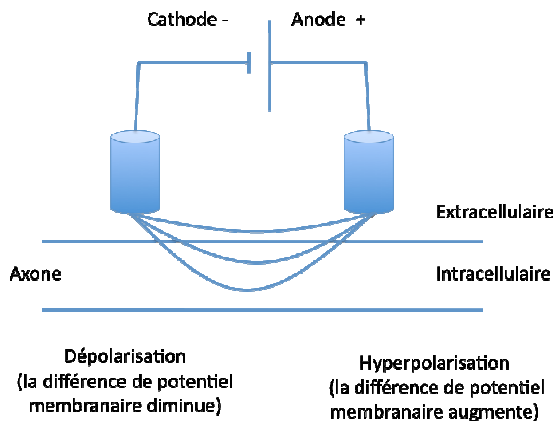 Cathode -
Anode +
Extracellulaire
Axone
Intracellulaire
Dépolarisation
(la différence de potentiel
membranaire diminue)
Hyperpolarisation
(la différence de potentiel
membranaire augmente)